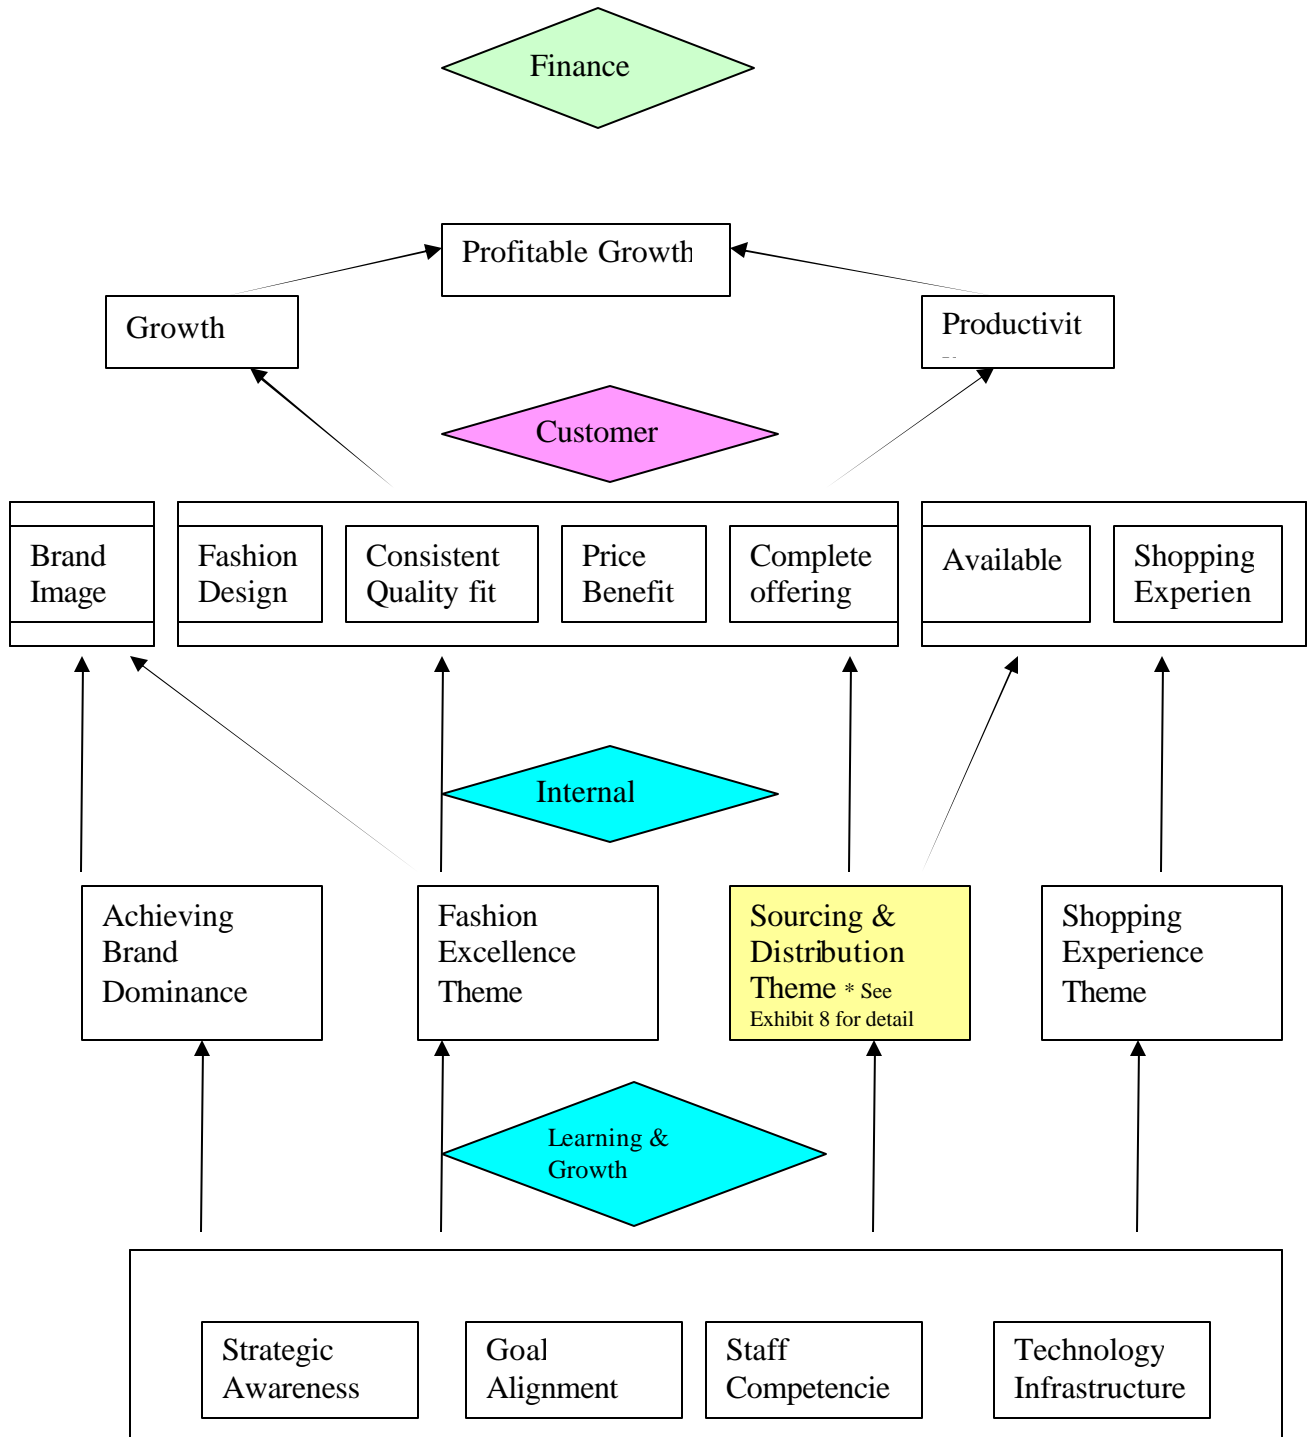 Finance
Profitable Growth
Growth
Productivit
Customer
Brand
Image
Fashion
Design
Consistent
Quality fit
Price
Benefit
Complete
offering
Available
Shopping
Experien
Internal
Achieving
Brand
Dominance
Fashion
Excellence
Theme
Sourcing &
Distribution
Theme * See
Exhibit 8 for detail
Shopping
Experience
Theme
Learning &
Growth
Strategic
Awareness
Goal
Alignment
Staff
Competencie
Technology
Infrastructure